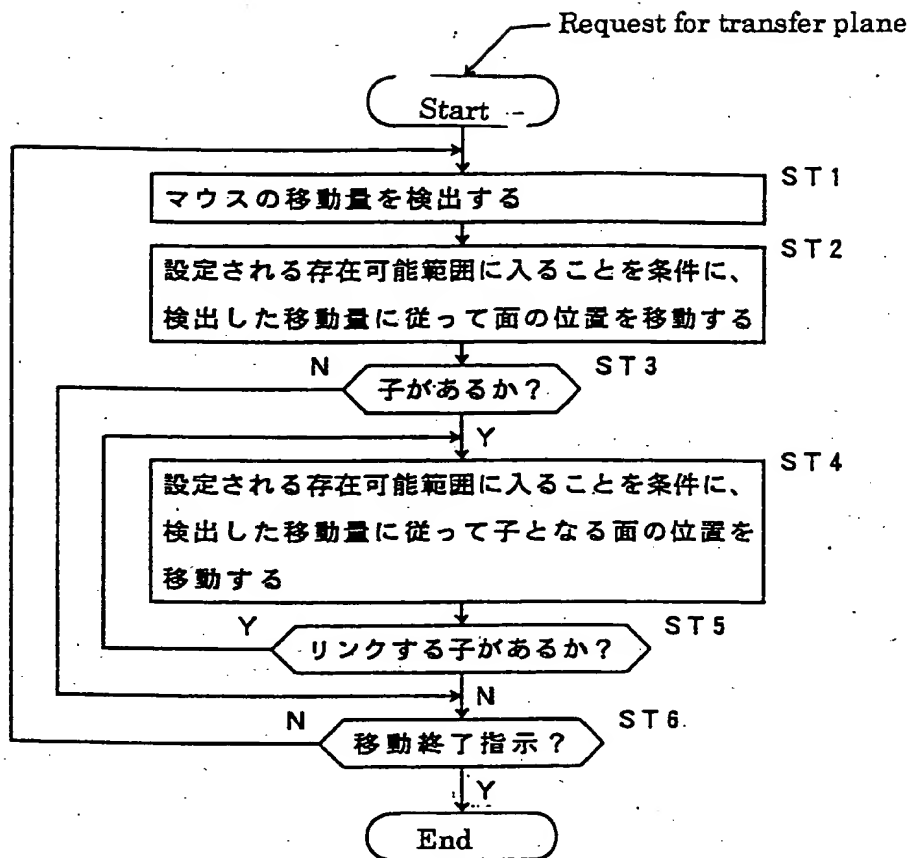 Request for transfer plane
Start
ST1
マウスの移動量を検出する
ST2
設定される存在可能範囲に入ることを条件に、
検出した移動量に従って面の位置を移動する
N
ST3
子があるか?
Y
ST4
設定される存在可能範囲に入ることを条件に、
検出した移動量に従って子となる面の位置を
移動する
Y
ST5
リンクする子があるか?
N
N
ST6
移動終了指示?
Y
End